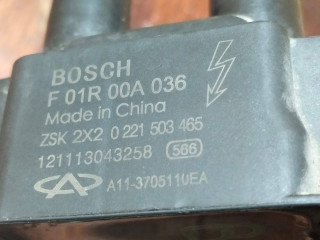 BOSCH
F 01R 00A 036
Made in China
ZSK 2X2 0 221 503 465
121113043258 566
A11-3705110EA